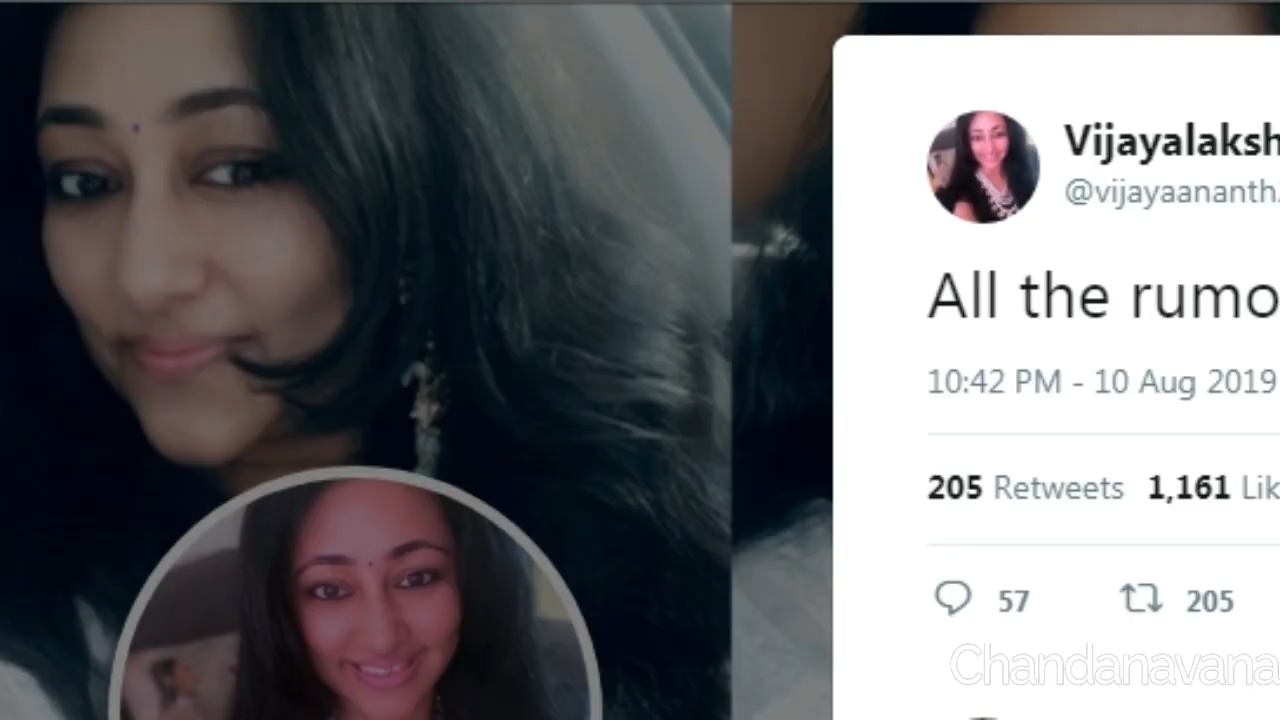 Vijayalaksh
@vijayaananth.
All the rumo
10:42 PM - 10 Aug 2019
205 Retweets 1,161 Lik
57 205
Chandanavana